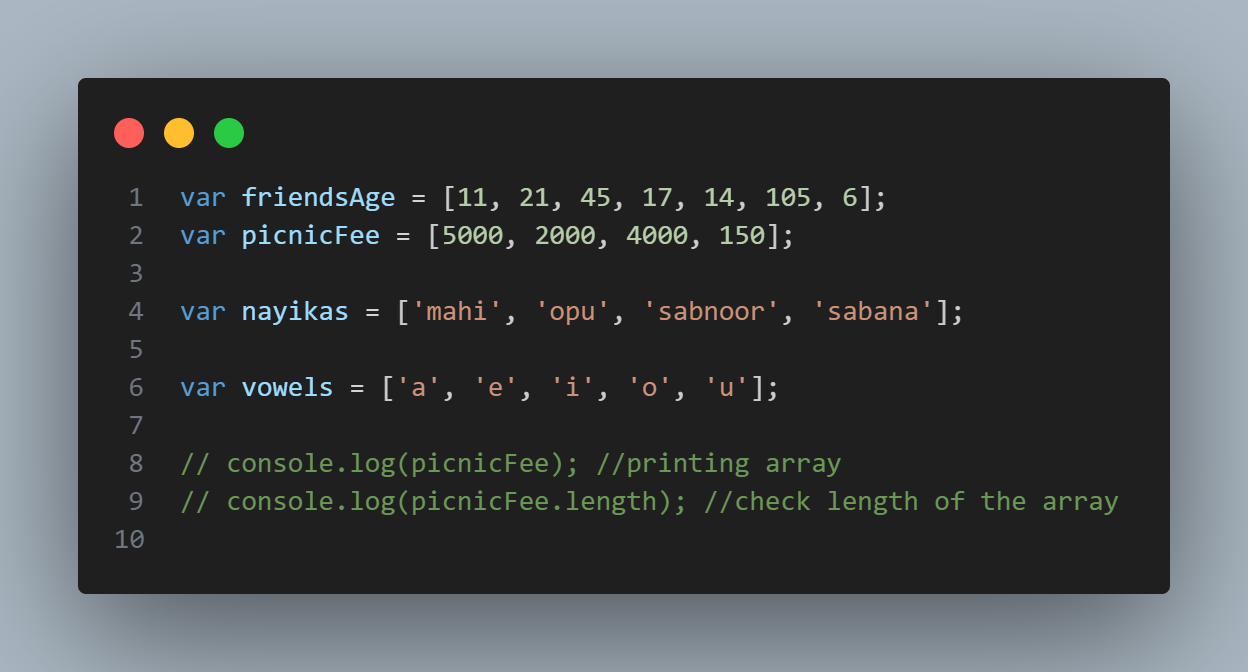 1 var friendsAge = [11, 21, 45, 17, 14, 105, 6];
2 var picnicFee = [5000, 2000, 4000, 150];
3
4 var nayikas = ['mahi', 'opu', 'sabnoor', 'sabana'];
5
6 var vowels = ['a', 'e', 'i', 'o', 'u'];
7
8 // console.log(picnicFee); //printing array
9 // console.log(picnicFee.length); //check length of the array
10